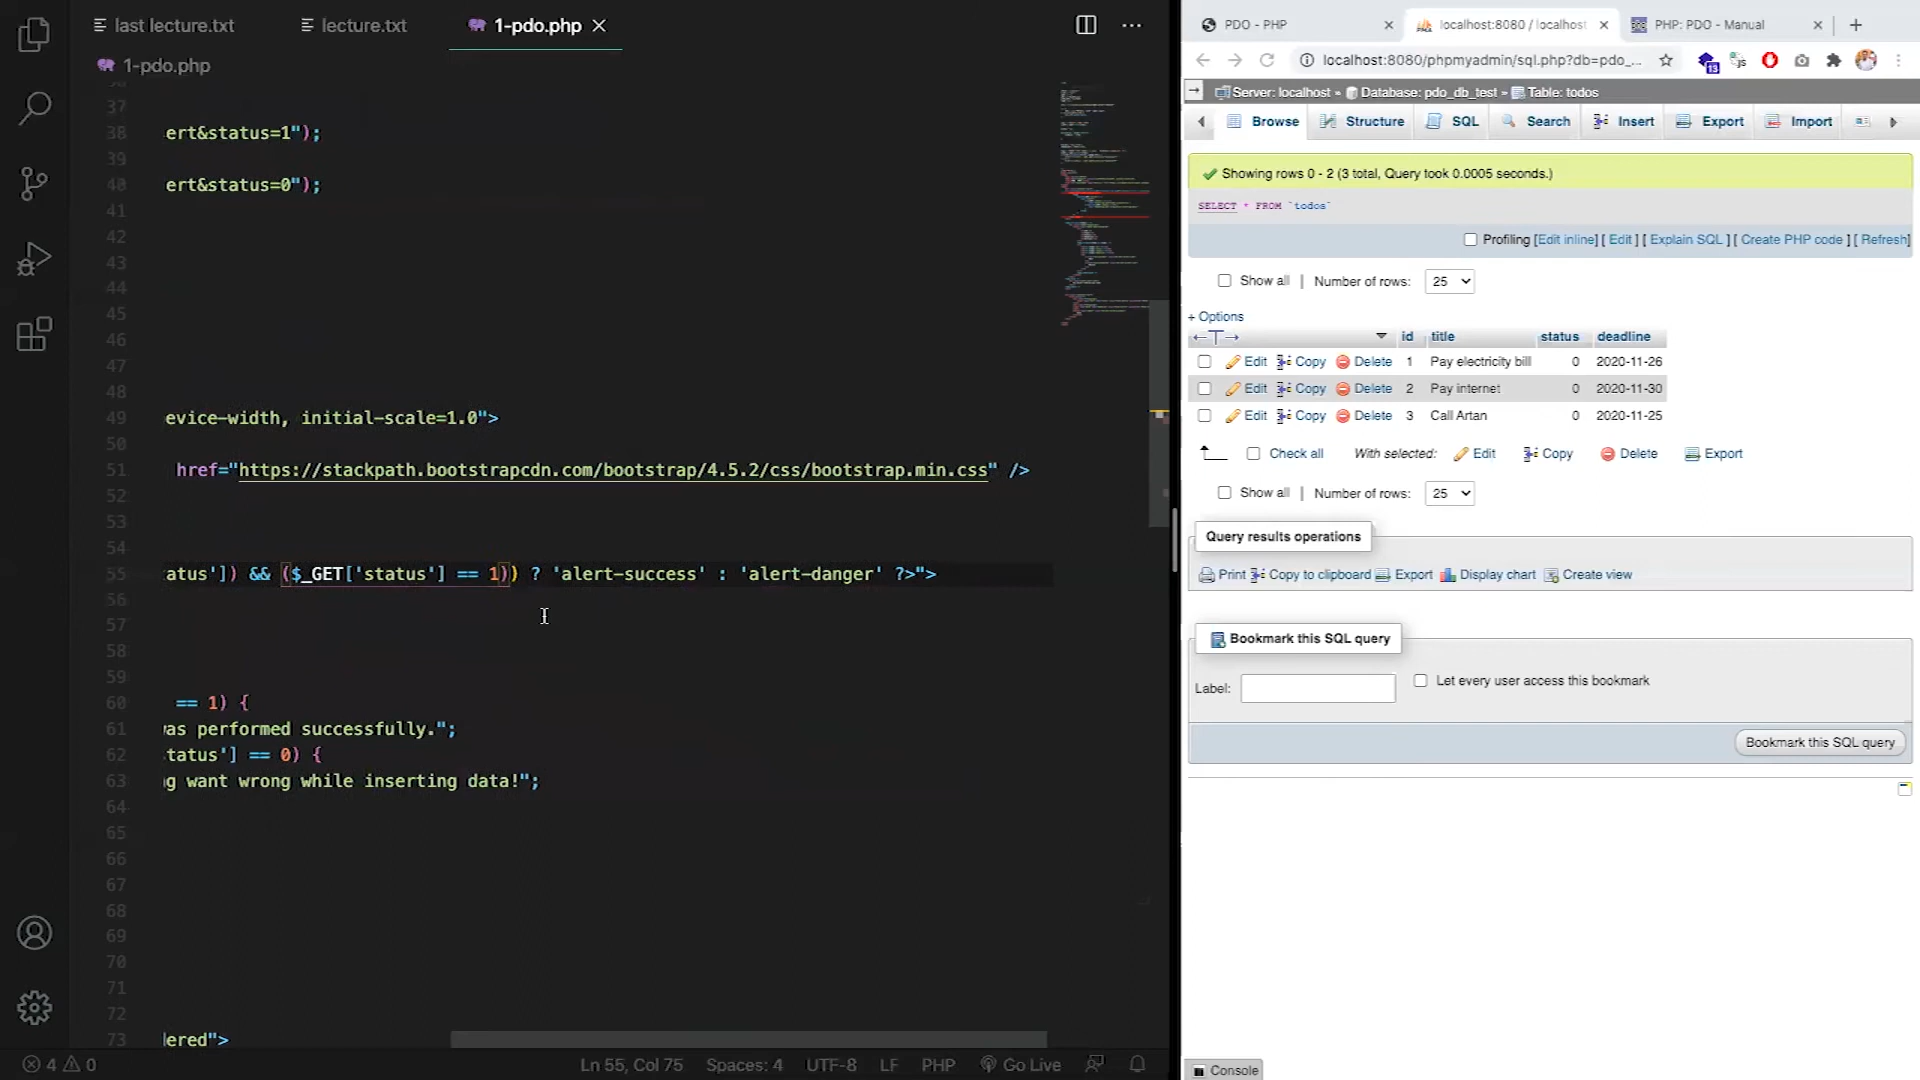 last lecture.txt
lecture.txt
1-pdo.php
1-pdo.php
37
38 ert&status=1");
39
40 ert&status=0");
41
42
43
44
45
46
47
48
49 evice-width, initial-scale=1.0">
50
51 href="https://stackpath.bootstrapcdn.com/bootstrap/4.5.2/css/bootstrap.min.css" />
52
53
54
55 atus']) && ($_GET['status'] == 1)) ? 'alert-success' : 'alert-danger' ?>">
56
57
58
59
60 == 1) {
61 was performed successfully.";
62 tatus'] == 0) {
63 g want wrong while inserting data!";
64
65
66
67
68
69
70
71
72
73 ered">
4 0
Ln 55, Col 75 Spaces: 4 UTF-8 LF PHP Go Live
PDO - PHP
localhost:8080 / localhost
PHP: PDO - Manual
localhost:8080/phpmyadmin/sql.php?db=pdo_...
13
Server: localhost » Database: pdo_db_test » Table: todos
Browse Structure SQL Search Insert Export Import
Showing rows 0 - 2 (3 total, Query took 0.0005 seconds.)
SELECT * FROM `todos`
Profiling [Edit inline] [ Edit ] [ Explain SQL ] [ Create PHP code ] [ Refresh]
Show all | Number of rows: 25
+ Options
←T→ id title status deadline
Edit Copy Delete 1 Pay electricity bill 0 2020-11-26
Edit Copy Delete 2 Pay internet 0 2020-11-30
Edit Copy Delete 3 Call Artan 0 2020-11-25
Check all With selected: Edit Copy Delete Export
Show all | Number of rows: 25
Query results operations
Print Copy to clipboard Export Display chart Create view
Bookmark this SQL query
Label:
Let every user access this bookmark
Bookmark this SQL query
Console